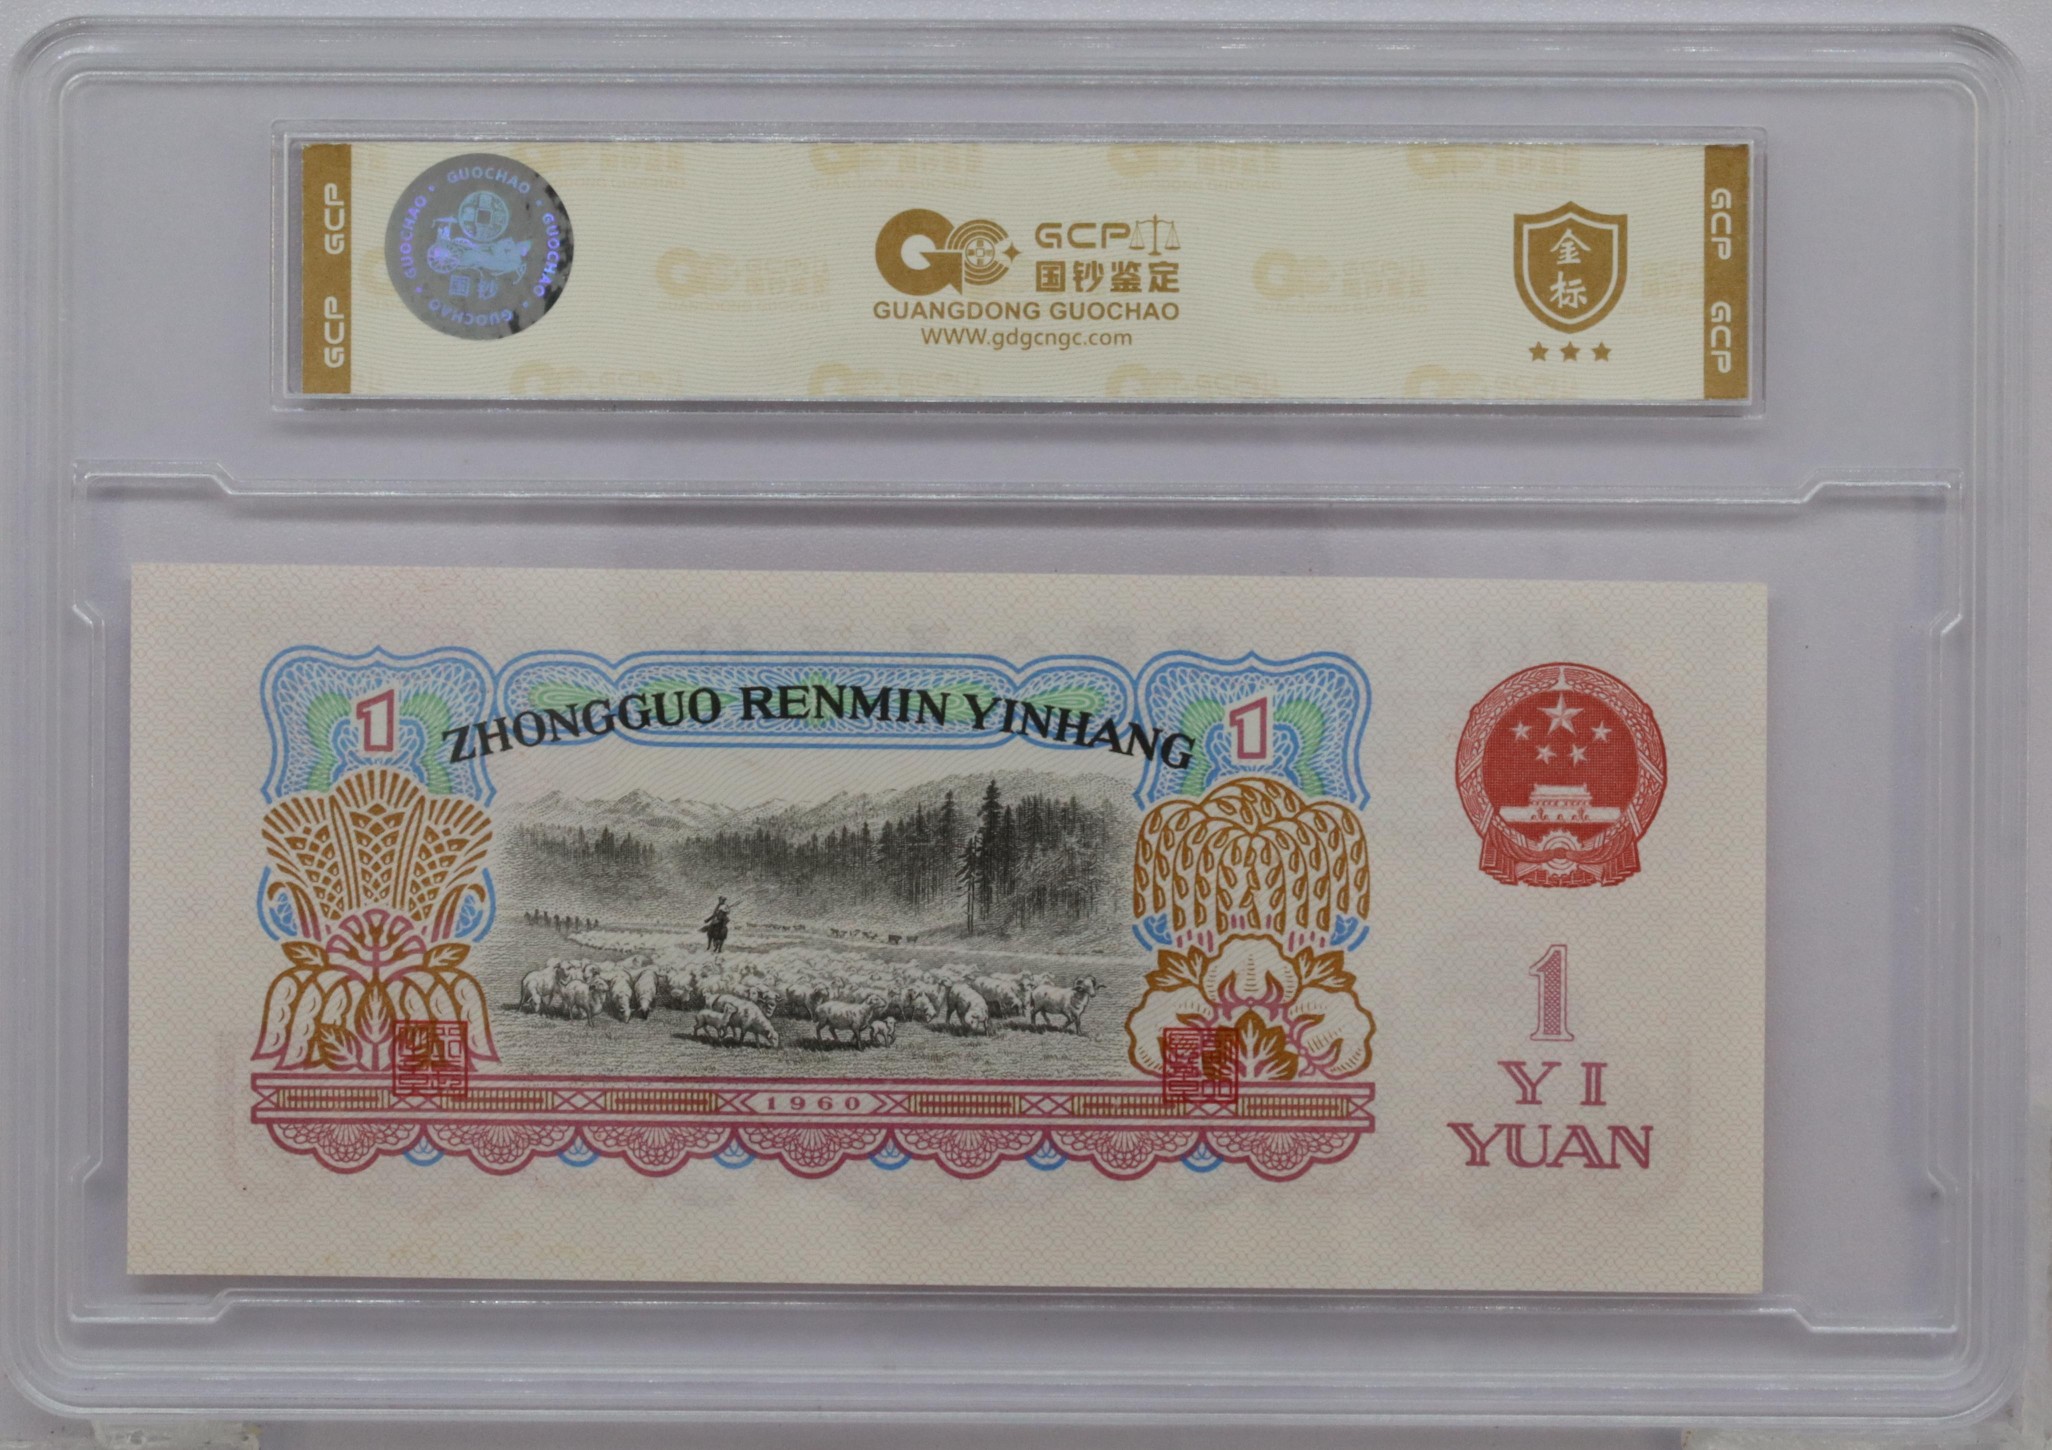 GCP
GCP
GUOCHAO · GUOCHAO · GUOCHAO · GUOCHAO
国钞
GC
GCP
国钞鉴定
GUANGDONG GUOCHAO
WWW.gdgcngc.com
金标
GCP
GCP
1
ZHONGGUO RENMIN YINHANG
1
1
YI
YUAN
1960